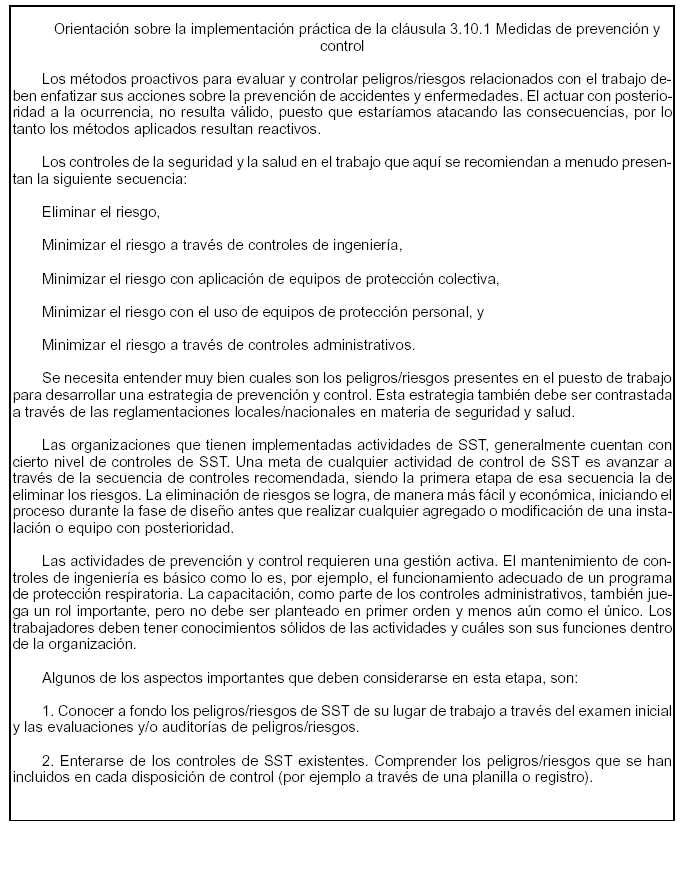 Orientación sobre la implementación práctica de la cláusula 3.10.1 Medidas de prevención y
control
Los métodos proactivos para evaluar y controlar peligros/riesgos relacionados con el trabajo de-
ben enfatizar sus acciones sobre la prevención de accidentes y enfermedades. El actuar con posterio-
ridad a la ocurrencia, no resulta válido, puesto que estaríamos atacando las consecuencias, por lo
tanto los métodos aplicados resultan reactivos.
Los controles de la seguridad y la salud en el trabajo que aquí se recomiendan a menudo presen-
tan la siguiente secuencia:
Eliminar el riesgo,
Minimizar el riesgo a través de controles de ingeniería,
Minimizar el riesgo con aplicación de equipos de protección colectiva,
Minimizar el riesgo con el uso de equipos de protección personal, y
Minimizar el riesgo a través de controles administrativos.
Se necesita entender muy bien cuales son los peligros/riesgos presentes en el puesto de trabajo
para desarrollar una estrategia de prevención y control. Esta estrategia también debe ser contrastada
a través de las reglamentaciones locales/nacionales en materia de seguridad y salud.
Las organizaciones que tienen implementadas actividades de SST, generalmente cuentan con
cierto nivel de controles de SST. Una meta de cualquier actividad de control de SST es avanzar a
través de la secuencia de controles recomendada, siendo la primera etapa de esa secuencia la de
eliminar los riesgos. La eliminación de riesgos se logra, de manera más fácil y económica, iniciando el
proceso durante la fase de diseño antes que realizar cualquier agregado o modificación de una insta-
lación o equipo con posterioridad.
Las actividades de prevención y control requieren una gestión activa. El mantenimiento de con-
troles de ingeniería es básico como lo es, por ejemplo, el funcionamiento adecuado de un programa
de protección respiratoria. La capacitación, como parte de los controles administrativos, también jue-
ga un rol importante, pero no debe ser planteado en primer orden y menos aún como el único. Los
trabajadores deben tener conocimientos sólidos de las actividades y cuáles son sus funciones dentro
de la organización.
Algunos de los aspectos importantes que deben considerarse en esta etapa, son:
1. Conocer a fondo los peligros/riesgos de SST de su lugar de trabajo a través del examen inicial
y las evaluaciones y/o auditorías de peligros/riesgos.
2. Enterarse de los controles de SST existentes. Comprender los peligros/riesgos que se han
incluidos en cada disposición de control (por ejemplo a través de una planilla o registro).